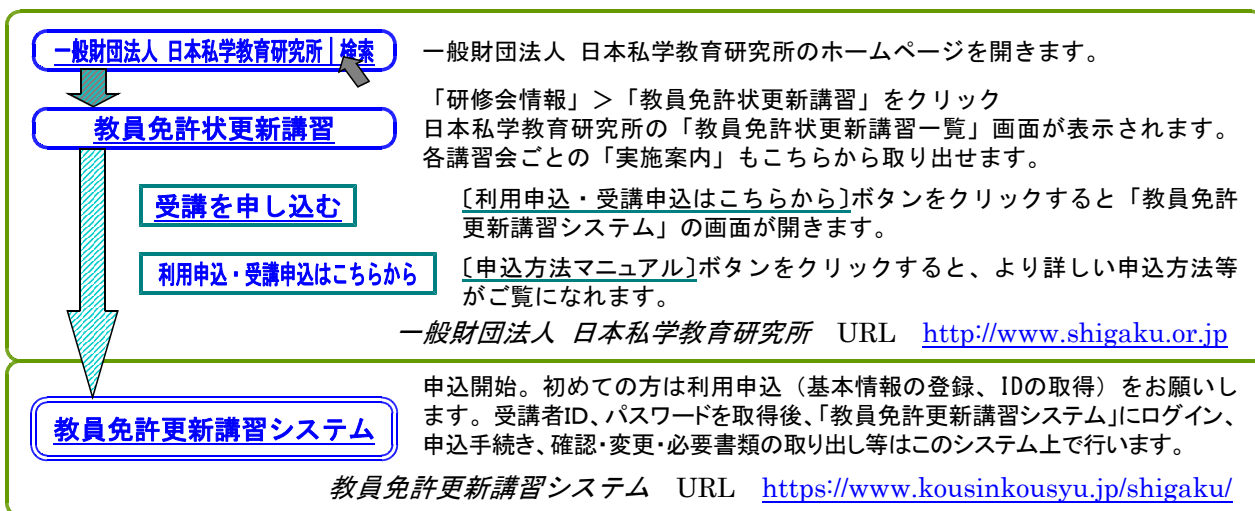 一般財団法人 日本私学教育研究所｜検索
一般財団法人 日本私学教育研究所のホームページを開きます。
教員免許状更新講習
「研修会情報」＞「教員免許状更新講習」をクリック
日本私学教育研究所の「教員免許状更新講習一覧」画面が表示されます。
各講習会ごとの「実施案内」もこちらから取り出せます。
受講を申し込む
〔利用申込・受講申込はこちらから〕ボタンをクリックすると「教員免許
更新講習システム」の画面が開きます。
利用申込・受講申込はこちらから
〔申込方法マニュアル〕ボタンをクリックすると、より詳しい申込方法等
がご覧になれます。
一般財団法人 日本私学教育研究所　URL　http://www.shigaku.or.jp
教員免許更新講習システム
申込開始。初めての方は利用申込（基本情報の登録、IDの取得）をお願いし
ます。受講者ID、パスワードを取得後、「教員免許更新講習システム」にログイン、
申込手続き、確認・変更・必要書類の取り出し等はこのシステム上で行います。
教員免許更新講習システム　URL　https://www.kousinkousyu.jp/shigaku/